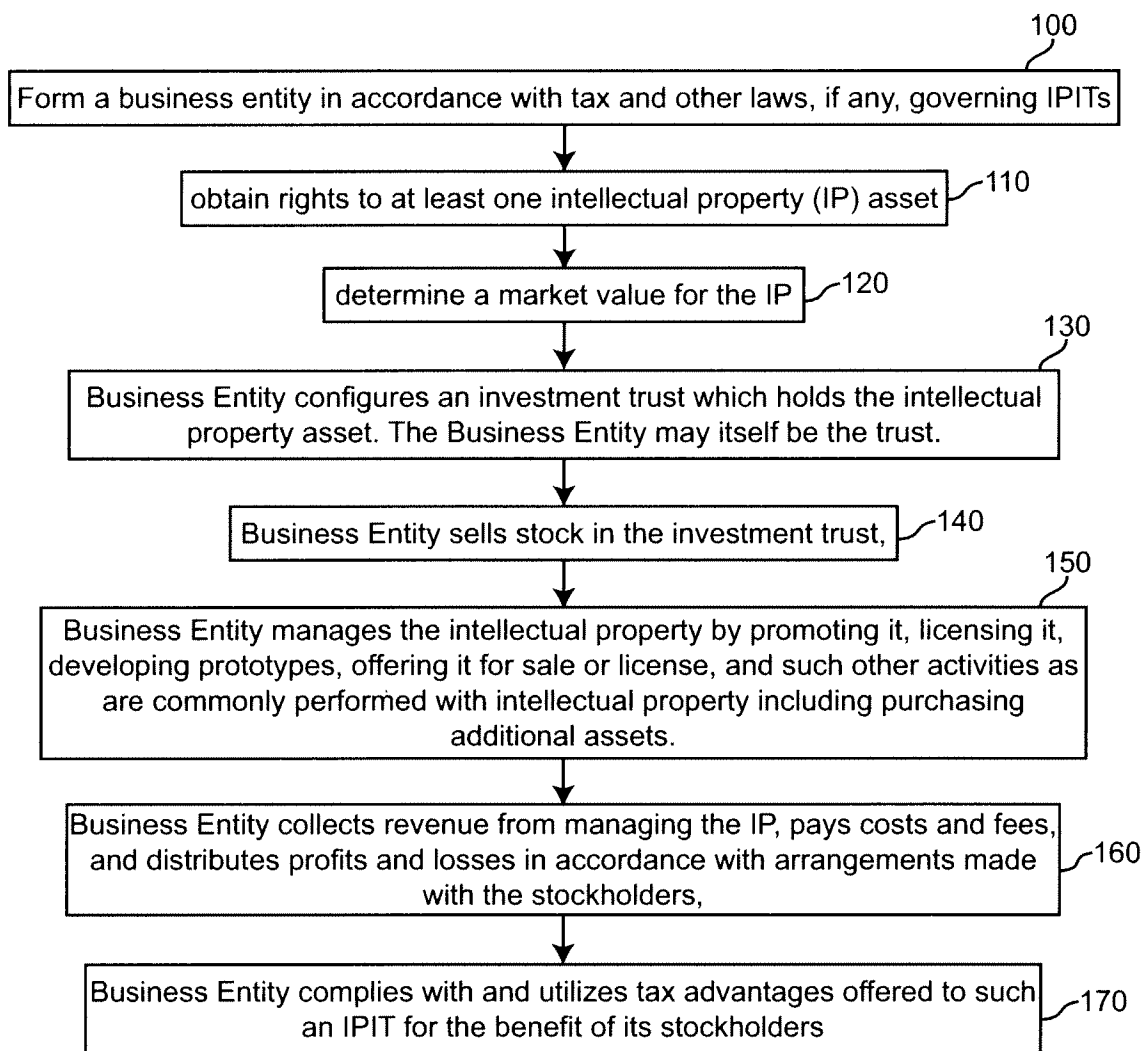 100
Form a business entity in accordance with tax and other laws, if any, governing IPITs
110
obtain rights to at least one intellectual property (IP) asset
120
determine a market value for the IP
130
Business Entity configures an investment trust which holds the intellectual
property asset. The Business Entity may itself be the trust.
140
Business Entity sells stock in the investment trust,
150
Business Entity manages the intellectual property by promoting it, licensing it,
developing prototypes, offering it for sale or license, and such other activities as
are commonly performed with intellectual property including purchasing
additional assets.
Business Entity collects revenue from managing the IP, pays costs and fees,
and distributes profits and losses in accordance with arrangements made
with the stockholders,
160
Business Entity complies with and utilizes tax advantages offered to such
an IPIT for the benefit of its stockholders
170